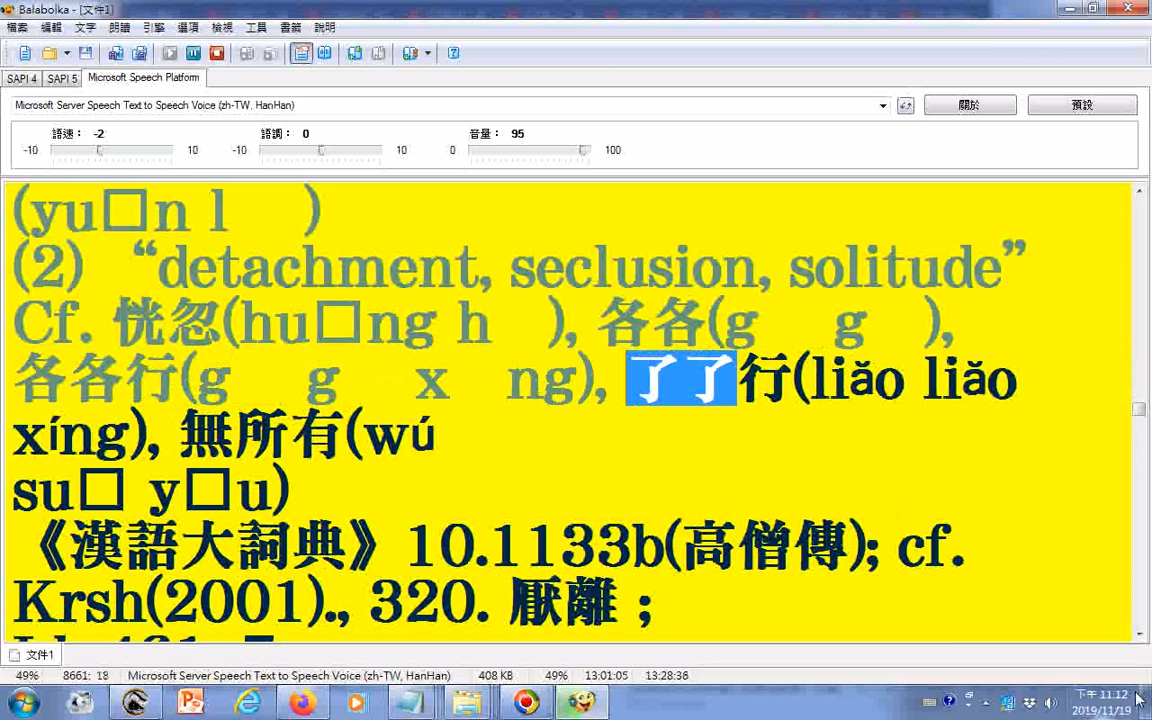 Balabolka - [文件1]
檔案 編輯 文字 朗讀 引擎 選項 檢視 工具 書籤 說明
SAPI 4 SAPI 5 Microsoft Speech Platform
Microsoft Server Speech Text to Speech Voice (zh-TW, HanHan)
關於 預設
語速： -2 語調： 0 音量： 95
-10 10 -10 10 0 100
(yu□n l )
(2) “detachment, seclusion, solitude”
Cf. 恍忽(hu□ng h ), 各各(g g ),
各各行(g g x ng), 了了行(liǎo liǎo
xíng), 無所有(wú
su□ y□u)
《漢語大詞典》10.1133b(高僧傳); cf.
Krsh(2001)., 320. 厭離；
文件1
49% 8661: 18 Microsoft Server Speech Text to Speech Voice (zh-TW, HanHan) 408 KB 49% 13:01:05 13:28:36
下午 11:12
2019/11/19